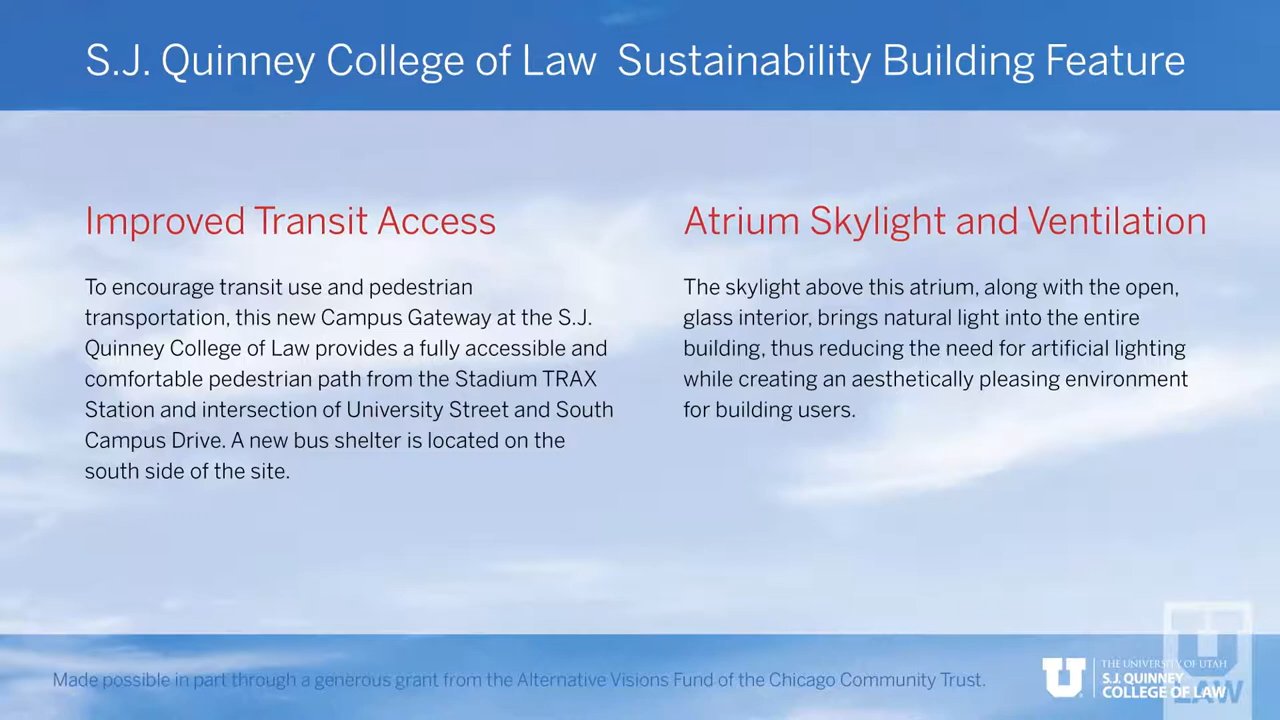 S.J. Quinney College of Law  Sustainability Building Feature
Improved Transit Access
To encourage transit use and pedestrian
transportation, this new Campus Gateway at the S.J.
Quinney College of Law provides a fully accessible and
comfortable pedestrian path from the Stadium TRAX
Station and intersection of University Street and South
Campus Drive. A new bus shelter is located on the
south side of the site.
Atrium Skylight and Ventilation
The skylight above this atrium, along with the open,
glass interior, brings natural light into the entire
building, thus reducing the need for artificial lighting
while creating an aesthetically pleasing environment
for building users.
Made possible in part through a generous grant from the Alternative Visions Fund of the Chicago Community Trust.
U
THE UNIVERSITY OF UTAH
S.J. QUINNEY
COLLEGE OF LAW
U
LAW